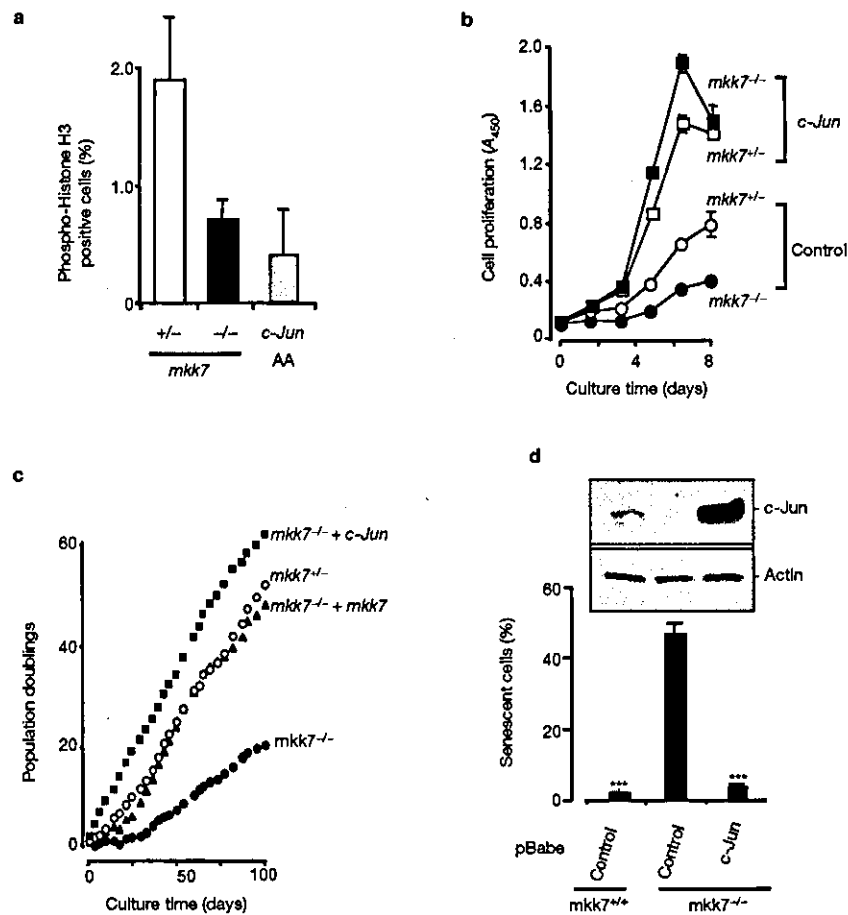 a
2.0
1.0
0
Phospho-Histone H3
positive cells (%)
+/–
–/–
c-Jun
AA
mkk7
b
2.0
1.6
1.2
0.8
0.4
0
Cell proliferation (A450)
mkk7–/–
mkk7+/–
c-Jun
mkk7+/–
mkk7–/–
Control
0
4
8
Culture time (days)
c
60
40
20
0
Population doublings
mkk7–/– + c-Jun
mkk7+/–
mkk7–/– + mkk7
mkk7–/–
0
50
100
Culture time (days)
d
c-Jun
Actin
60
40
20
0
Senescent cells (%)
***
***
pBabe
Control
Control
c-Jun
mkk7+/+
mkk7–/–